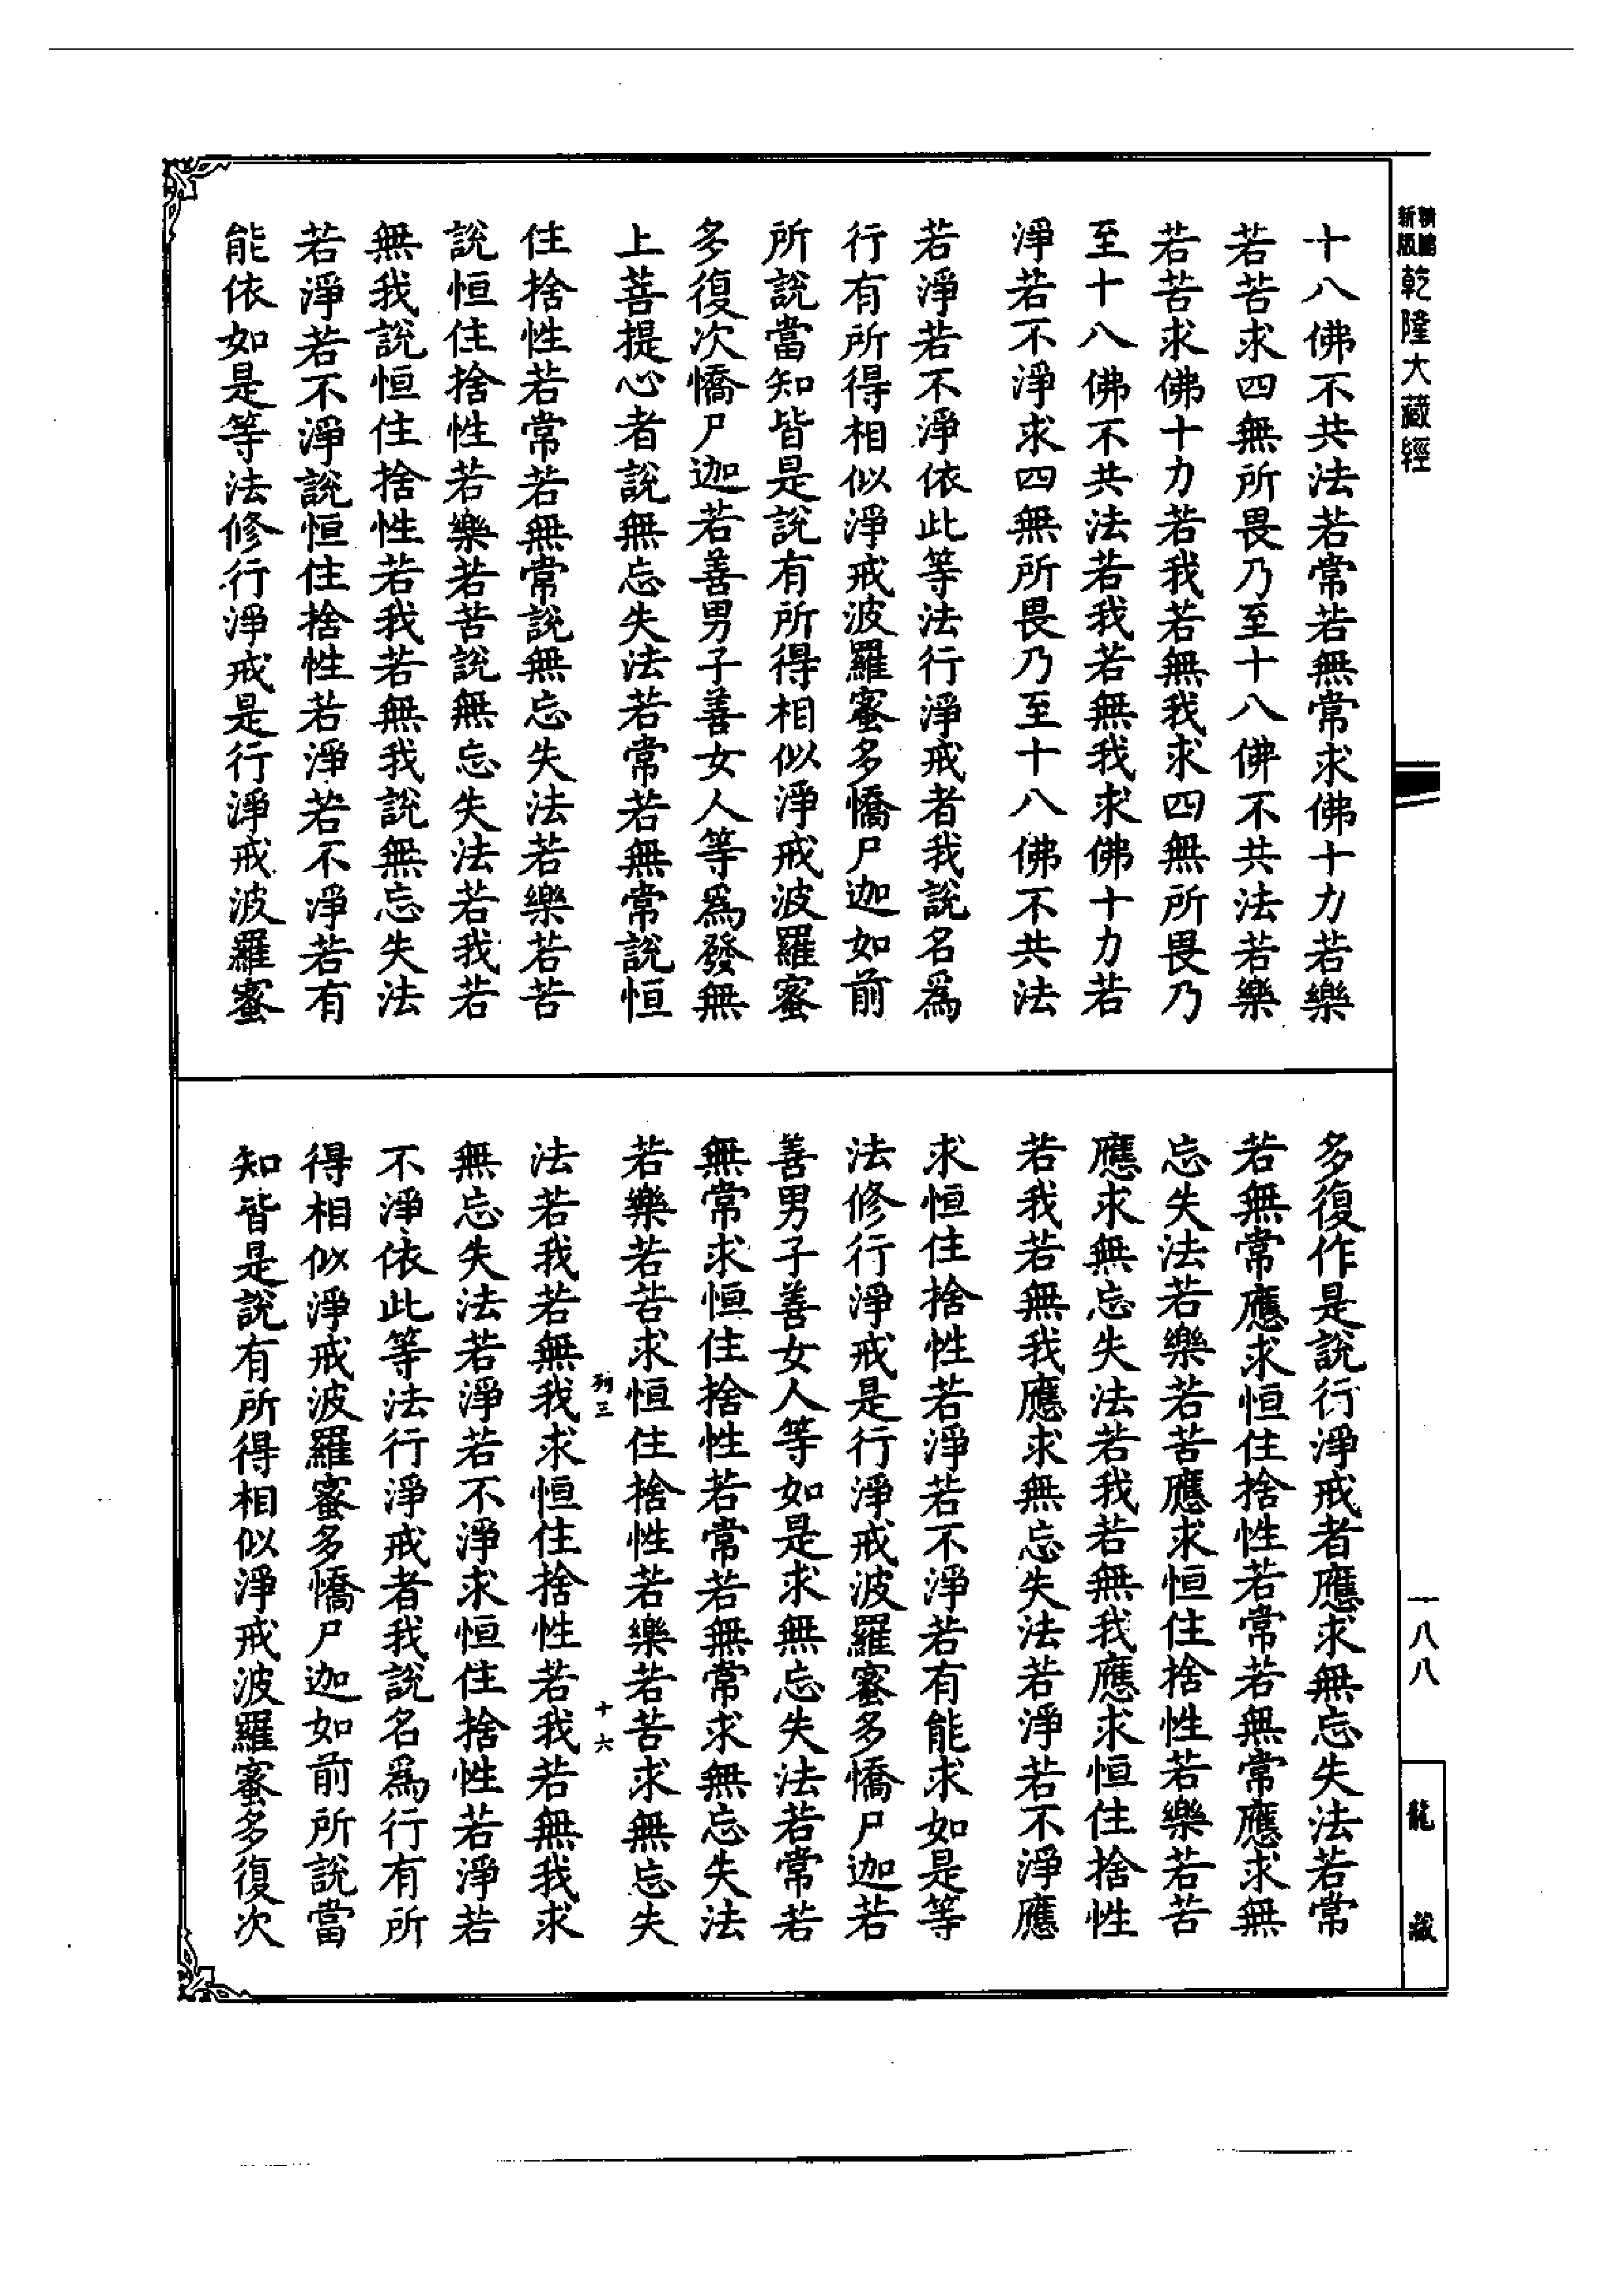 新版
精縮
乾隆大藏經
十八佛不共法若常若無常求佛十力若樂
若苦求四無所畏乃至十八佛不共法若樂
若苦求佛十力若我若無我求四無所畏乃
至十八佛不共法若我若無我求佛十力若
淨若不淨求四無所畏乃至十八佛不共法
若淨若不淨依此等法行淨戒者我說名爲
行有所得相似淨戒波羅蜜多憍尸迦如前
所說當知皆是說有所得相似淨戒波羅蜜
多復次憍尸迦若善男子善女人等爲發無
上菩提心者說無忘失法若常若無常說恒
住捨性若常若無常說無忘失法若樂若苦
說恒住捨性若樂若苦說無忘失法若我若
無我說恒住捨性若我若無我說無忘失法
若淨若不淨說恒住捨性若淨若不淨若有
能依如是等法修行淨戒是行淨戒波羅蜜
多復作是說行淨戒者應求無忘失法若常
若無常應求恒住捨性若常若無常應求無
忘失法若樂若苦應求恒住捨性若樂若苦
應求無忘失法若我若無我應求恒住捨性
若我若無我應求無忘失法若淨若不淨應
求恒住捨性若淨若不淨若有能求如是等
法修行淨戒是行淨戒波羅蜜多憍尸迦若
善男子善女人等如是求無忘失法若常若
無常求恒住捨性若常若無常求無忘失法
若樂若苦求恒住捨性若樂若苦求無忘失
列三 十六
法若我若無我求恒住捨性若我若無我求
無忘失法若淨若不淨求恒住捨性若淨若
不淨依此等法行淨戒者我說名爲行有所
得相似淨戒波羅蜜多憍尸迦如前所說當
知皆是說有所得相似淨戒波羅蜜多復次
一八八
龍藏